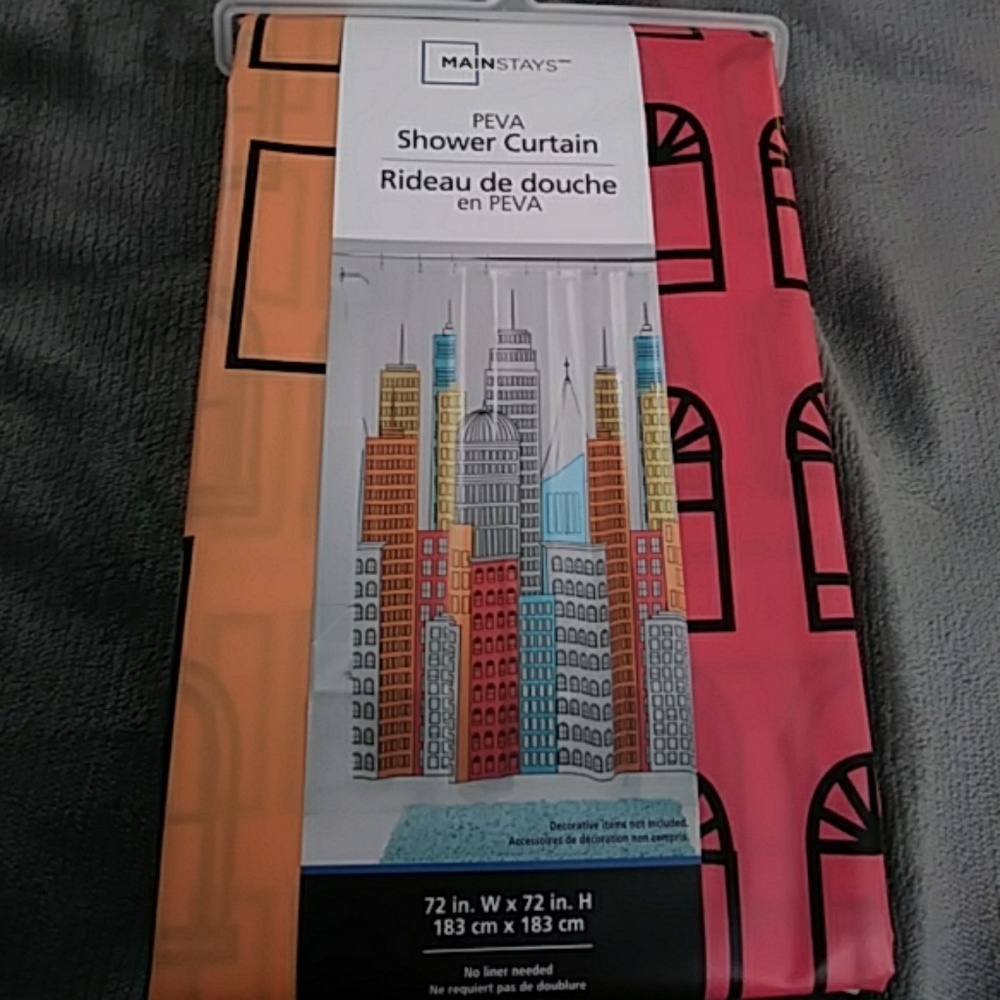 MAINSTAYS
PEVA
Shower Curtain
Rideau de douche
en PEVA
Decorative items not included.
Accessoires de décoration non compris.
72 in. W x 72 in. H
183 cm x 183 cm
No liner needed
Ne requiert pas de doublure